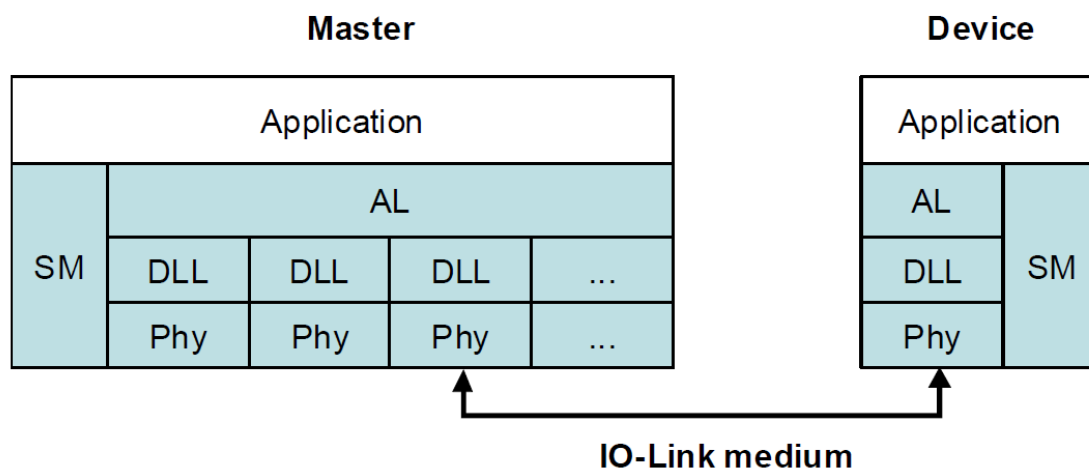 Master
Device
Application
Application
SM
AL
AL
SM
DLL
DLL
DLL
...
DLL
Phy
Phy
Phy
...
Phy
IO-Link medium